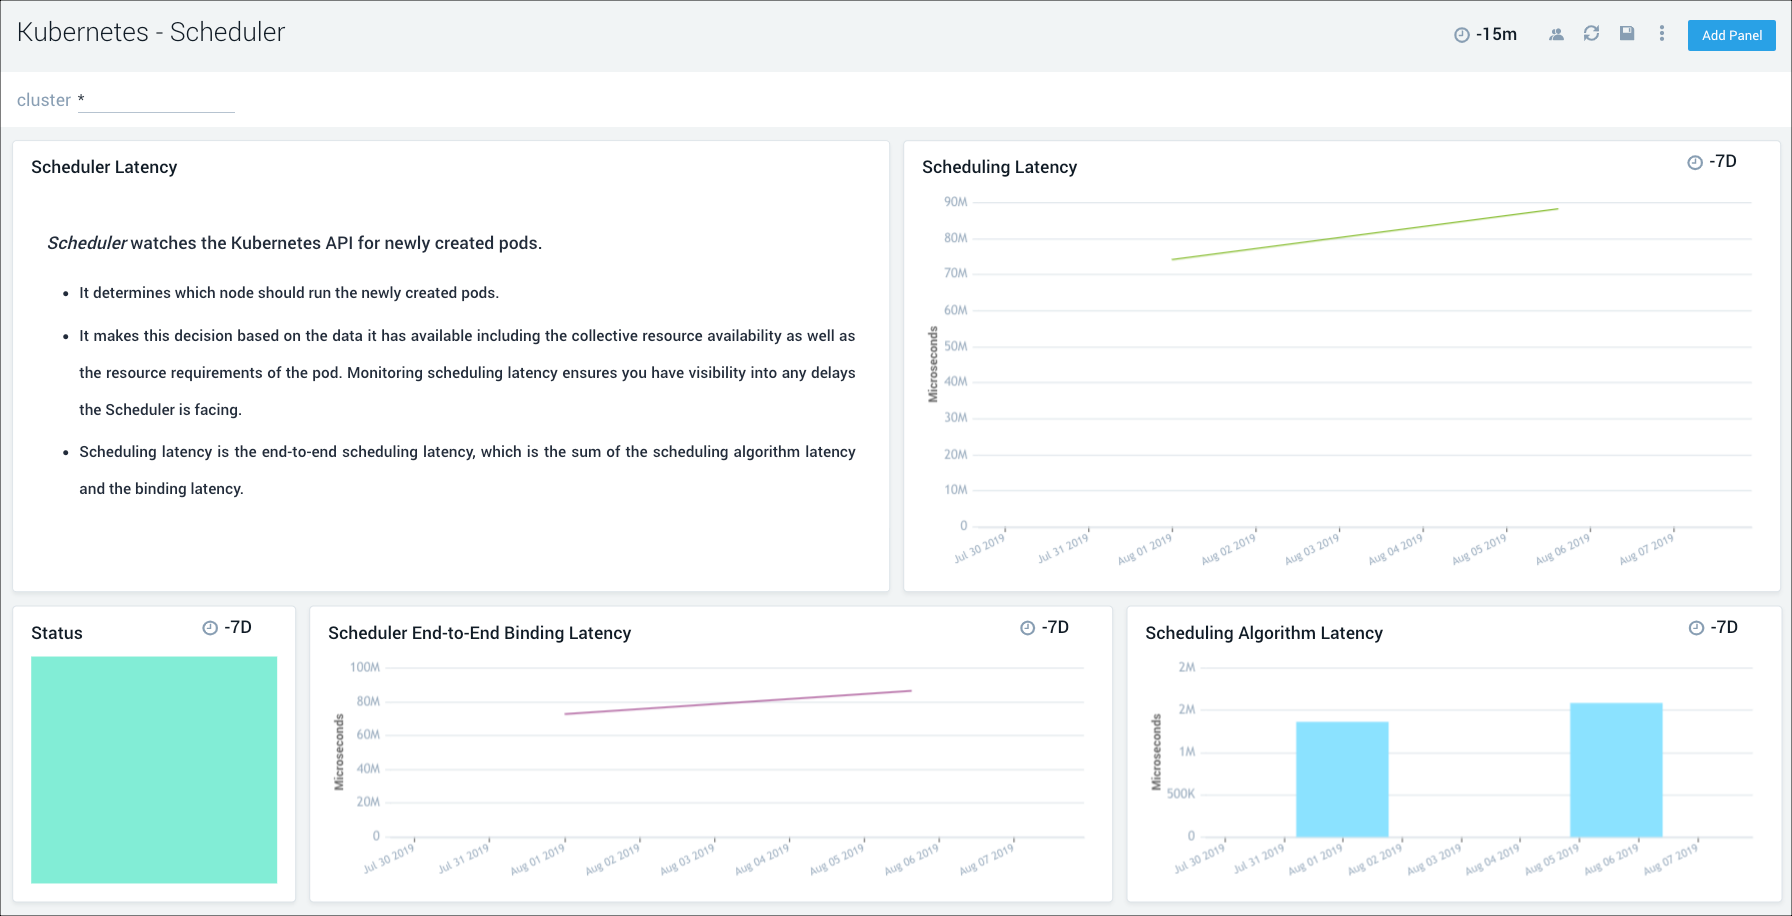 Kubernetes - Scheduler
-15m
Add Panel
cluster *
Scheduler Latency
Scheduler watches the Kubernetes API for newly created pods.
• It determines which node should run the newly created pods.
• It makes this decision based on the data it has available including the collective resource availability as well as
the resource requirements of the pod. Monitoring scheduling latency ensures you have visibility into any delays
the Scheduler is facing.
• Scheduling latency is the end-to-end scheduling latency, which is the sum of the scheduling algorithm latency
and the binding latency.
Scheduling Latency
-7D
90M
80M
70M
60M
50M
40M
30M
20M
10M
0
Microseconds
Jul 30 2019
Jul 31 2019
Aug 01 2019
Aug 02 2019
Aug 03 2019
Aug 04 2019
Aug 05 2019
Aug 06 2019
Aug 07 2019
Status
-7D
Scheduler End-to-End Binding Latency
-7D
100M
80M
60M
40M
20M
0
Microseconds
Jul 30 2019
Jul 31 2019
Aug 01 2019
Aug 02 2019
Aug 03 2019
Aug 04 2019
Aug 05 2019
Aug 06 2019
Aug 07 2019
Scheduling Algorithm Latency
-7D
2M
2M
1M
500K
0
Microseconds
Jul 30 2019
Jul 31 2019
Aug 01 2019
Aug 02 2019
Aug 03 2019
Aug 04 2019
Aug 05 2019
Aug 06 2019
Aug 07 2019